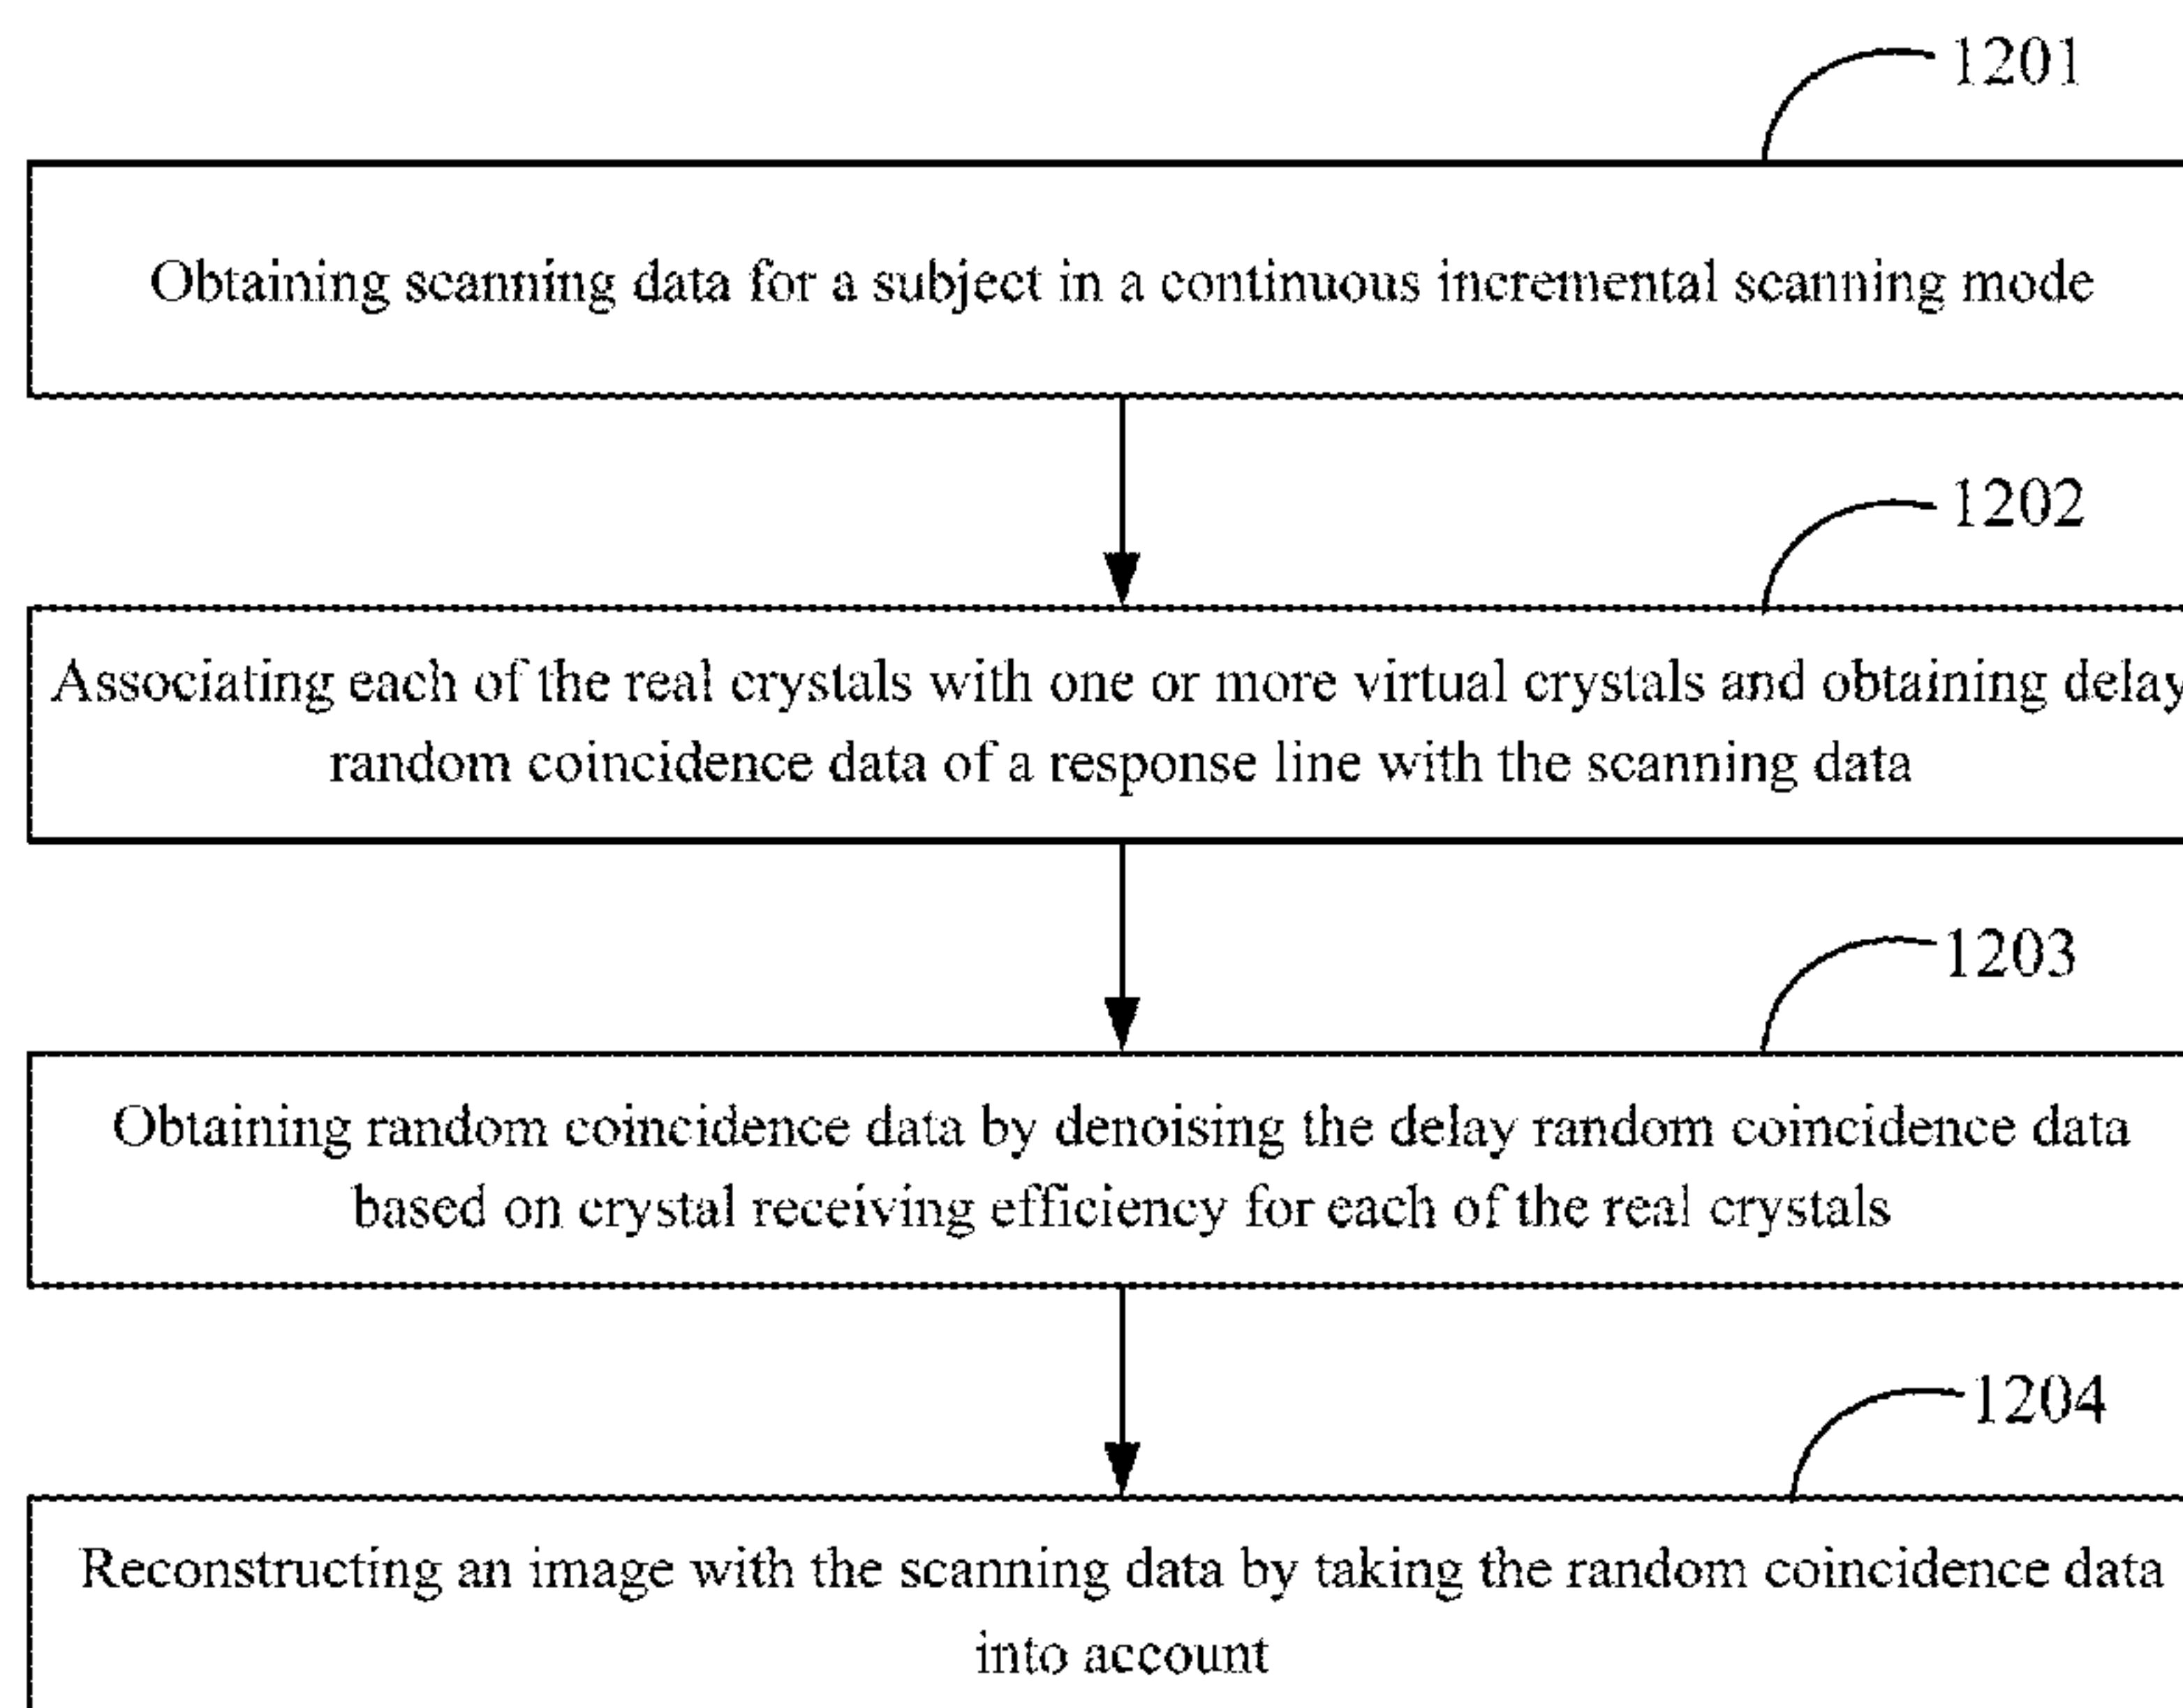 1201
Obtaining scanning data for a subject in a continuous incremental scanning mode
1202
Associating each of the real crystals with one or more virtual crystals and obtaining delay
random coincidence data of a response line with the scanning data
1203
Obtaining random coincidence data by denoising the delay random coincidence data
based on crystal receiving efficiency for each of the real crystals
1204
Reconstructing an image with the scanning data by taking the random coincidence data
into account